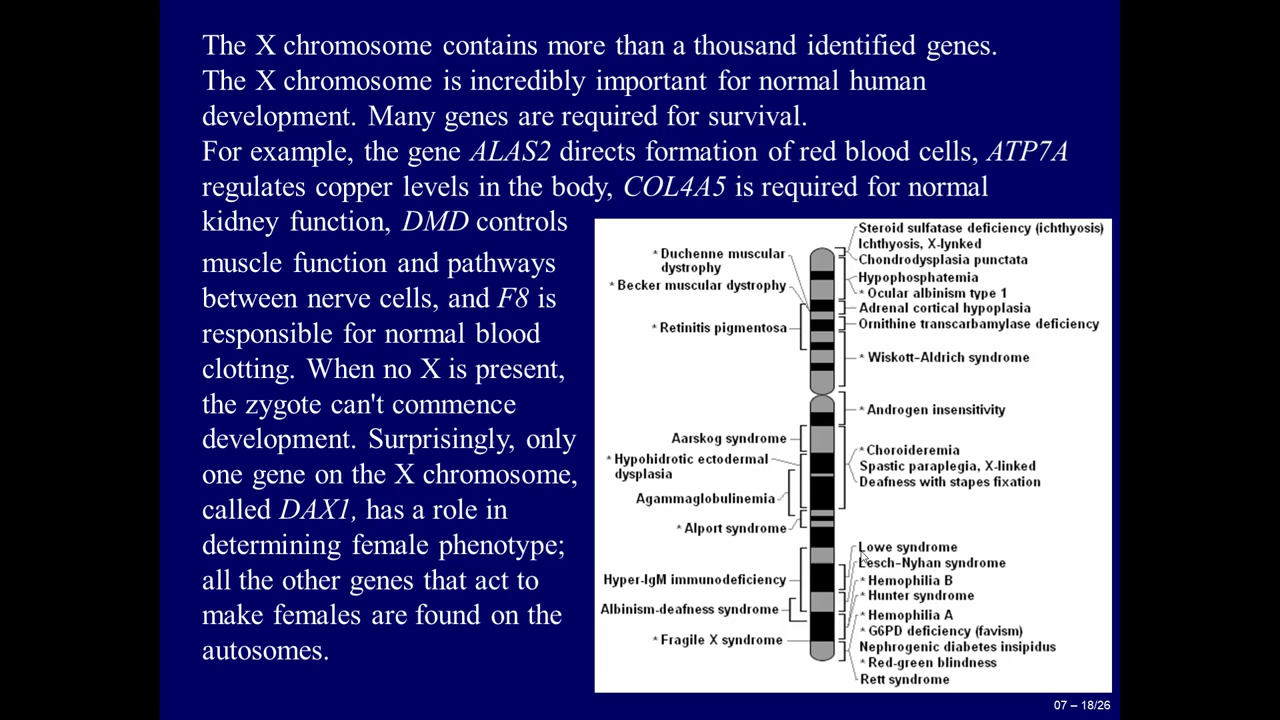 The X chromosome contains more than a thousand identified genes.
The X chromosome is incredibly important for normal human
development. Many genes are required for survival.
For example, the gene ALAS2 directs formation of red blood cells, ATP7A
regulates copper levels in the body, COL4A5 is required for normal
kidney function, DMD controls
muscle function and pathways
between nerve cells, and F8 is
responsible for normal blood
clotting. When no X is present,
the zygote can't commence
development. Surprisingly, only
one gene on the X chromosome,
called DAX1, has a role in
determining female phenotype;
all the other genes that act to
make females are found on the
autosomes.
* Duchenne muscular
dystrophy
* Becker muscular dystrophy
* Retinitis pigmentosa
Aarskog syndrome
* Hypohidrotic ectodermal
dysplasia
Agammaglobulinemia
* Alport syndrome
Hyper-IgM immunodeficiency
Albinism-deafness syndrome
* Fragile X syndrome
Steroid sulfatase deficiency (ichthyosis)
Ichthyosis, X-lynked
Chondrodysplasia punctata
Hypophosphatemia
* Ocular albinism type 1
Adrenal cortical hypoplasia
Ornithine transcarbamylase deficiency
* Wiskott-Aldrich syndrome
* Androgen insensitivity
* Choroideremia
Spastic paraplegia, X-linked
Deafness with stapes fixation
Lowe syndrome
Lesch-Nyhan syndrome
* Hemophilia B
* Hunter syndrome
* Hemophilia A
* G6PD deficiency (favism)
Nephrogenic diabetes insipidus
* Red-green blindness
Rett syndrome
07 – 18/26